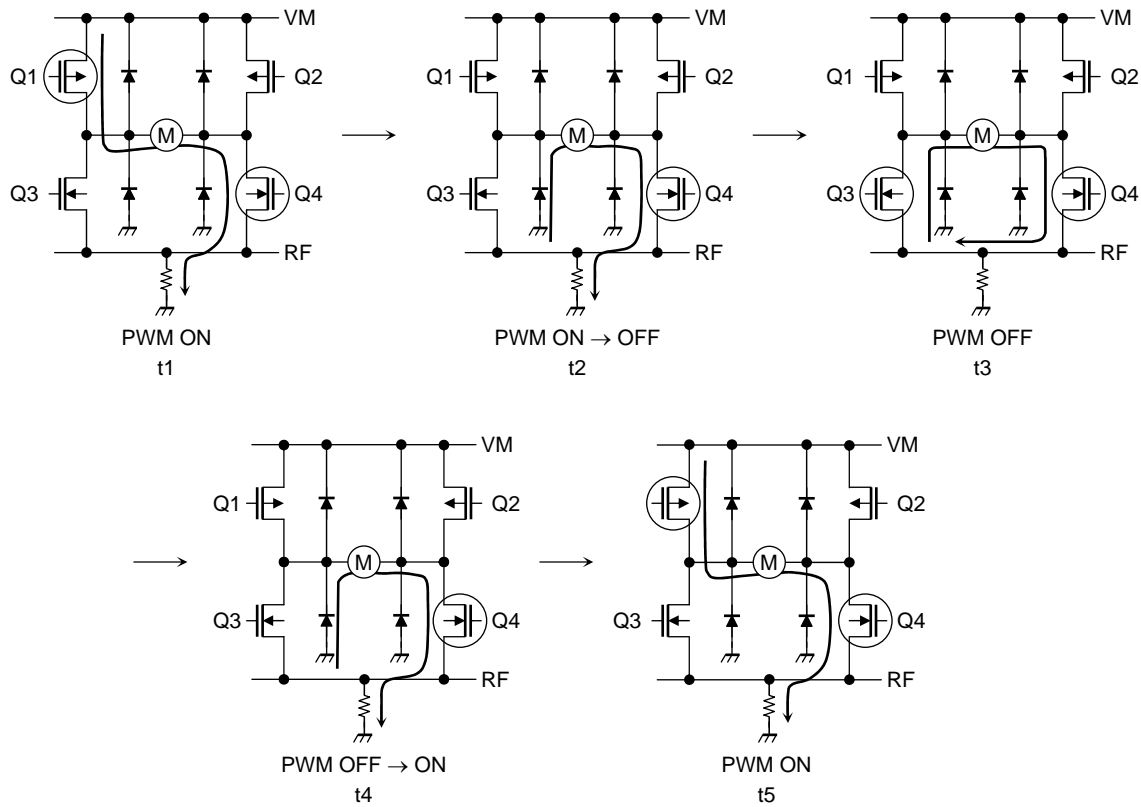 VM
Q1
Q2
M
Q3
Q4
RF
PWM ON
t1
VM
Q1
Q2
M
Q3
Q4
RF
PWM ON → OFF
t2
VM
Q1
Q2
M
Q3
Q4
RF
PWM OFF
t3
VM
Q1
Q2
M
Q3
Q4
RF
PWM OFF → ON
t4
VM
Q1
Q2
M
Q3
Q4
RF
PWM ON
t5